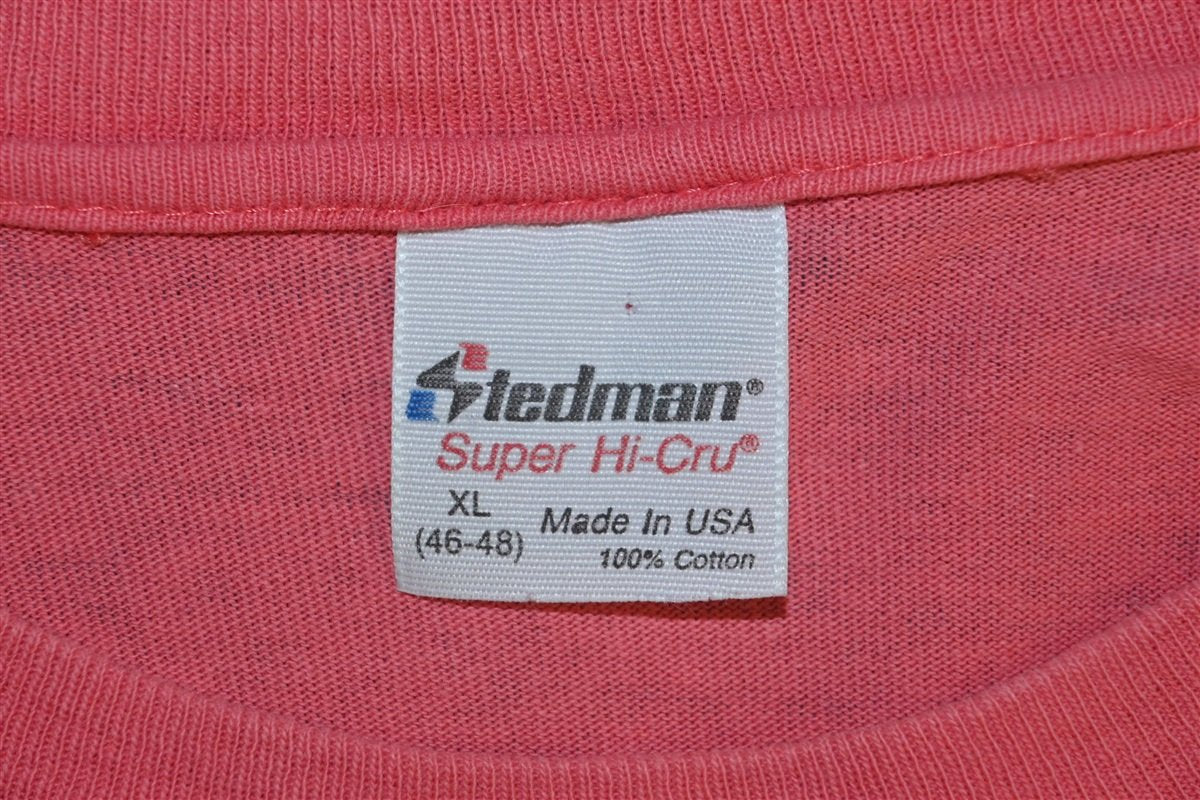 Stedman®
Super Hi-Cru®
XL
(46-48)
Made In USA
100% Cotton